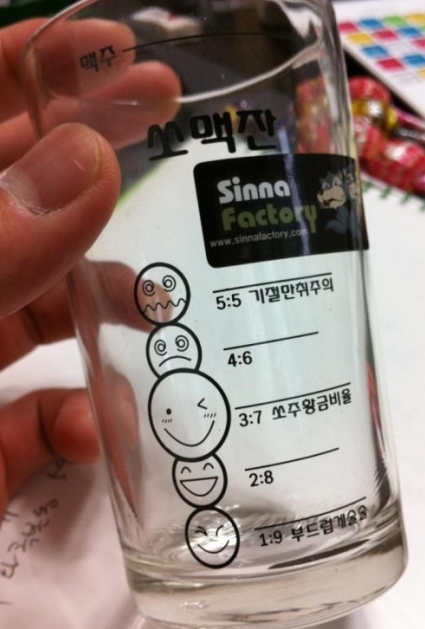 맥주
쏘맥잔
Sinna
Factory
www.sinnafactory.com
5:5 기절만취주의
4:6
3:7 쏘주황금비율
2:8
1:9 부드럽게술술